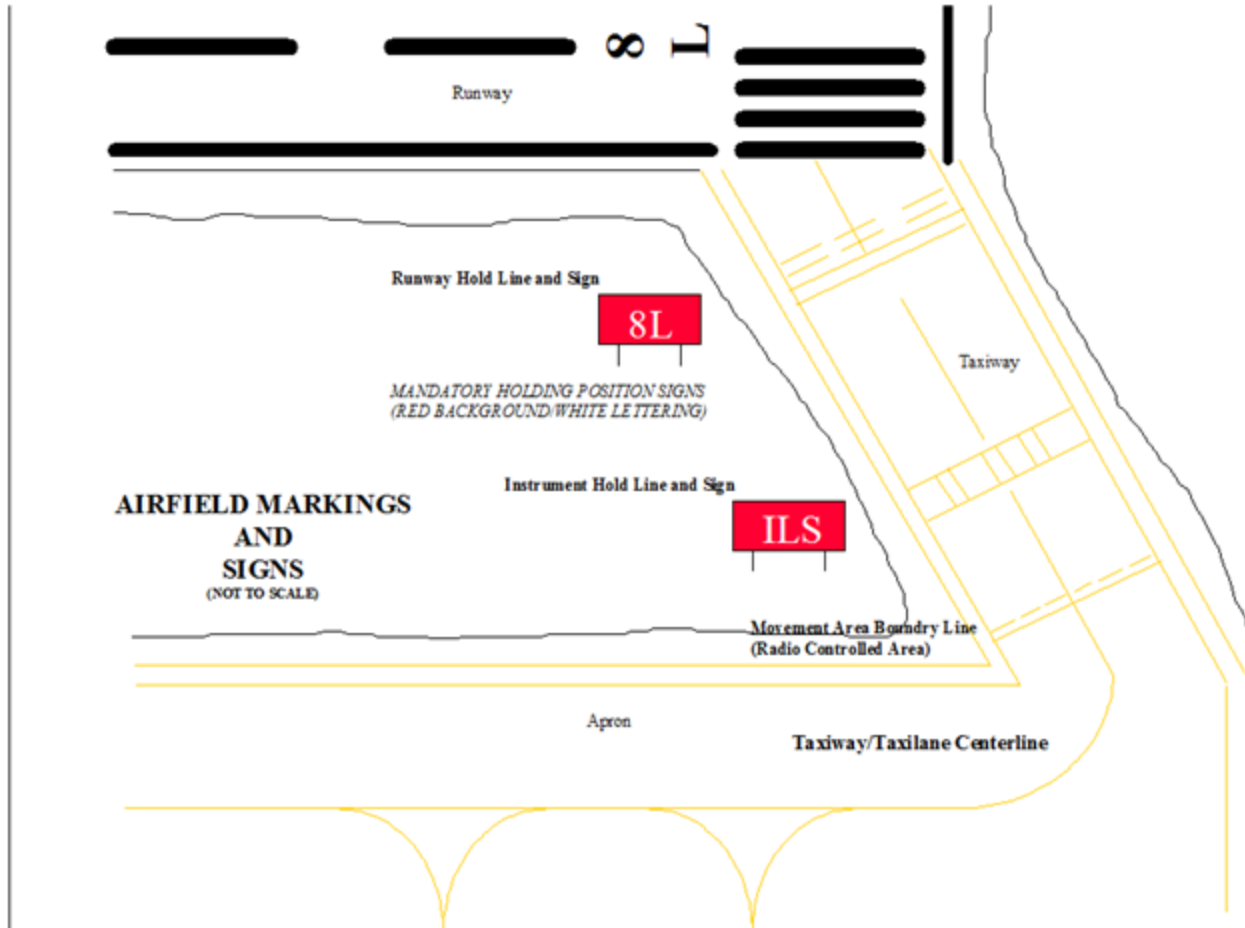 8 L
Runway
Runway Hold Line and Sign
8L
MANDATORY HOLDING POSITION SIGNS
(RED BACKGROUND/WHITE LETTERING)
Taxiway
Instrument Hold Line and Sign
ILS
AIRFIELD MARKINGS
AND
SIGNS
(NOT TO SCALE)
Movement Area Boundry Line
(Radio Controlled Area)
Apron
Taxiway/Taxilane Centerline